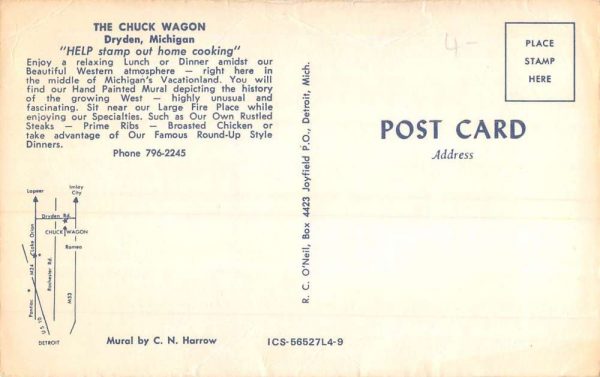 THE CHUCK WAGON
Dryden, Michigan
"HELP stamp out home cooking"
Enjoy a relaxing Lunch or Dinner amidst our
Beautiful Western atmosphere — right here in
the middle of Michigan's Vacationland. You will
find our Hand Painted Mural depicting the history
of the growing West — highly unusual and
fascinating. Sit near our Large Fire Place while
enjoying our Specialties. Such as Our Own Rustled
Steaks — Prime Ribs — Broasted Chicken or
take advantage of Our Famous Round-Up Style
Dinners.
Phone 796-2245
Lapeer
Imlay
City
Dryden Rd.
CHUCK WAGON
Lake Orion
Romeo
M24
Rochester Rd.
M53
Pontiac
U.S. 10
DETROIT
Mural by C. N. Harrow
ICS-56527L4-9
R. C. O'Neil, Box 4423 Joyfield P.O., Detroit, Mich.
4-
PLACE
STAMP
HERE
POST CARD
Address